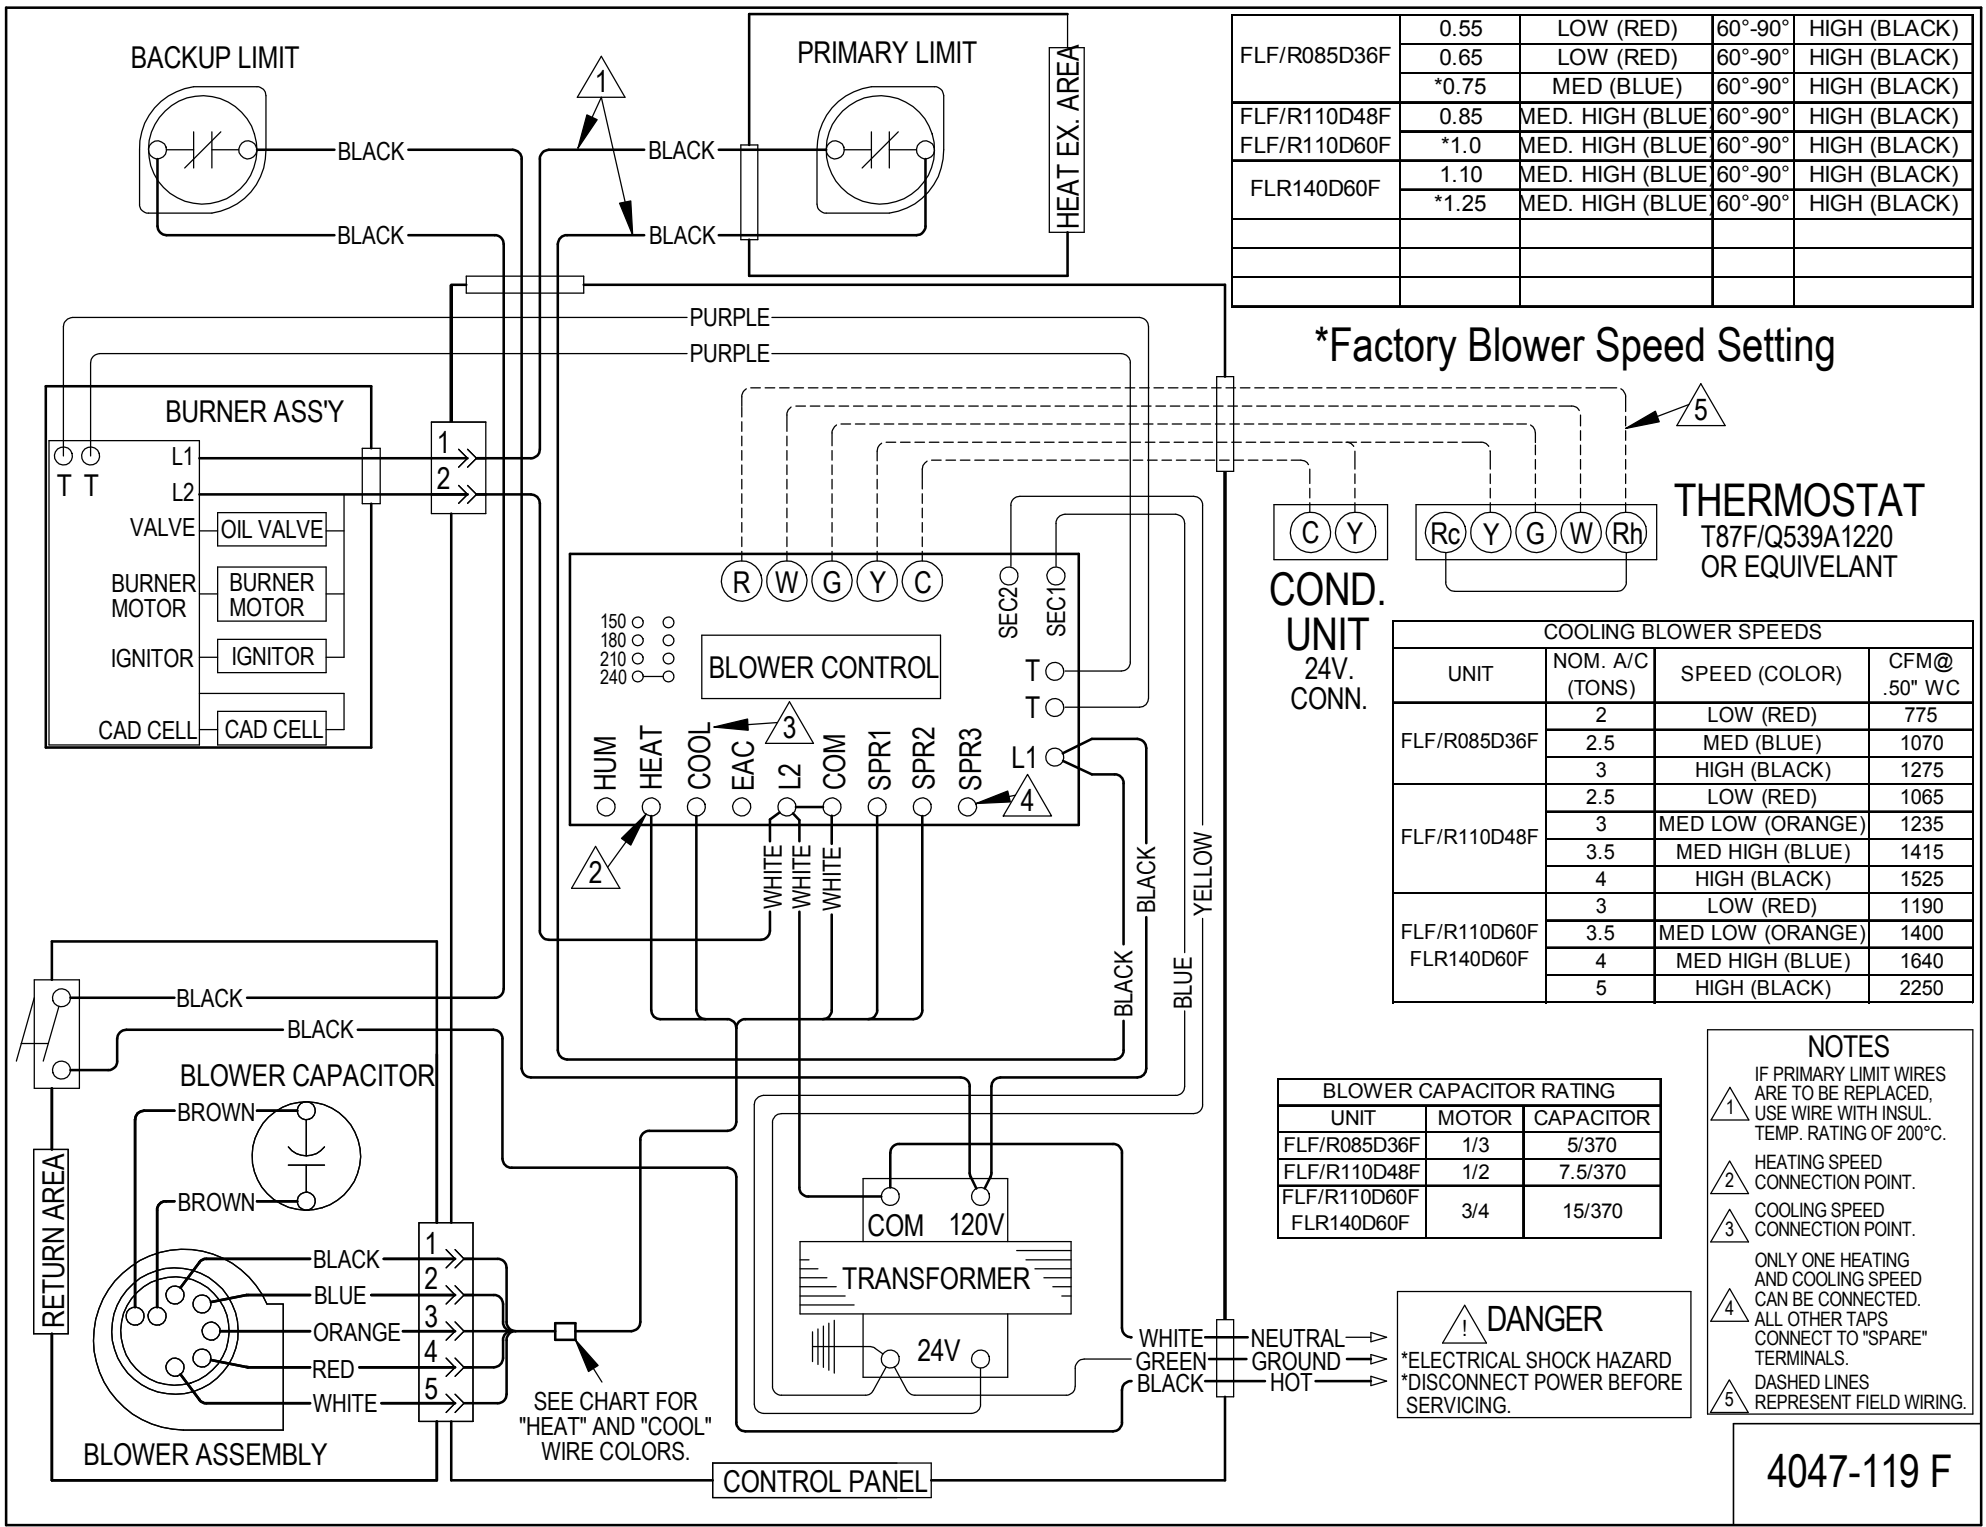 BACKUP LIMIT
PRIMARY LIMIT
1
BLACK
BLACK
BLACK
BLACK
HEAT EX. AREA
FLF/R085D36F
0.55 LOW (RED) 60°-90° HIGH (BLACK)
0.65 LOW (RED) 60°-90° HIGH (BLACK)
*0.75 MED (BLUE) 60°-90° HIGH (BLACK)
FLF/R110D48F 0.85 MED. HIGH (BLUE) 60°-90° HIGH (BLACK)
FLF/R110D60F *1.0 MED. HIGH (BLUE) 60°-90° HIGH (BLACK)
FLR140D60F
1.10 MED. HIGH (BLUE) 60°-90° HIGH (BLACK)
*1.25 MED. HIGH (BLUE) 60°-90° HIGH (BLACK)
*Factory Blower Speed Setting
PURPLE
PURPLE
BURNER ASS'Y
T T
L1
L2
VALVE OIL VALVE
BURNER MOTOR
BURNER MOTOR
IGNITOR IGNITOR
CAD CELL CAD CELL
1
2
5
THERMOSTAT
T87F/Q539A1220
OR EQUIVELANT
C Y
Rc Y G W Rh
COND.
UNIT
24V.
CONN.
R W G Y C
SEC2
SEC1
150
180
210
240
BLOWER CONTROL
T
T
L1
3
HUM
HEAT
COOL
EAC
L2
COM
SPR1
SPR2
SPR3
4
2
WHITE
WHITE
WHITE
BLACK
BLACK
YELLOW
BLUE
COOLING BLOWER SPEEDS
UNIT NOM. A/C (TONS) SPEED (COLOR) CFM@ .50" WC
FLF/R085D36F
2 LOW (RED) 775
2.5 MED (BLUE) 1070
3 HIGH (BLACK) 1275
FLF/R110D48F
2.5 LOW (RED) 1065
3 MED LOW (ORANGE) 1235
3.5 MED HIGH (BLUE) 1415
4 HIGH (BLACK) 1525
FLF/R110D60F
FLR140D60F
3 LOW (RED) 1190
3.5 MED LOW (ORANGE) 1400
4 MED HIGH (BLUE) 1640
5 HIGH (BLACK) 2250
BLACK
BLACK
BLOWER CAPACITOR
BROWN
BROWN
RETURN AREA
BLACK 1
BLUE 2
ORANGE 3
RED 4
WHITE 5
BLOWER ASSEMBLY
SEE CHART FOR
"HEAT" AND "COOL"
WIRE COLORS.
COM 120V
TRANSFORMER
24V
WHITE NEUTRAL
GREEN GROUND
BLACK HOT
CONTROL PANEL
BLOWER CAPACITOR RATING
UNIT MOTOR CAPACITOR
FLF/R085D36F 1/3 5/370
FLF/R110D48F 1/2 7.5/370
FLF/R110D60F
FLR140D60F
3/4 15/370
! DANGER
*ELECTRICAL SHOCK HAZARD
*DISCONNECT POWER BEFORE
SERVICING.
NOTES
1
IF PRIMARY LIMIT WIRES
ARE TO BE REPLACED,
USE WIRE WITH INSUL.
TEMP. RATING OF 200°C.
2
HEATING SPEED
CONNECTION POINT.
3
COOLING SPEED
CONNECTION POINT.
4
ONLY ONE HEATING
AND COOLING SPEED
CAN BE CONNECTED.
ALL OTHER TAPS
CONNECT TO "SPARE"
TERMINALS.
5
DASHED LINES
REPRESENT FIELD WIRING.
4047-119 F